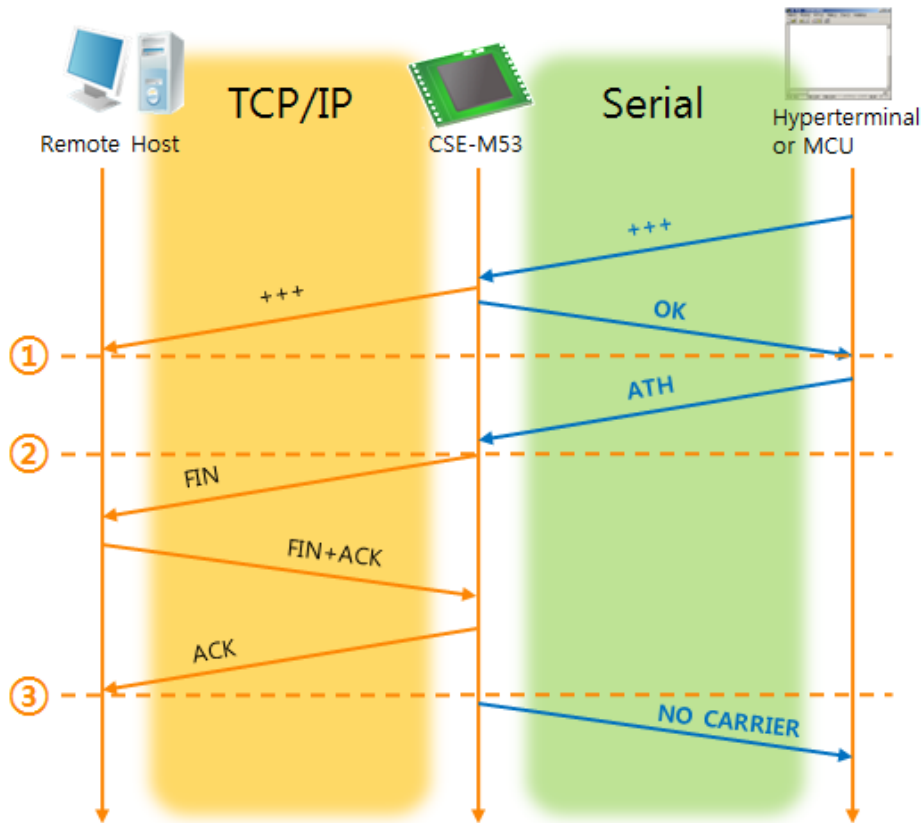 TCP/IP
Serial
Remote Host
CSE-M53
Hyperterminal
or MCU
+++
+++
OK
①
ATH
②
FIN
FIN+ACK
ACK
③
NO CARRIER